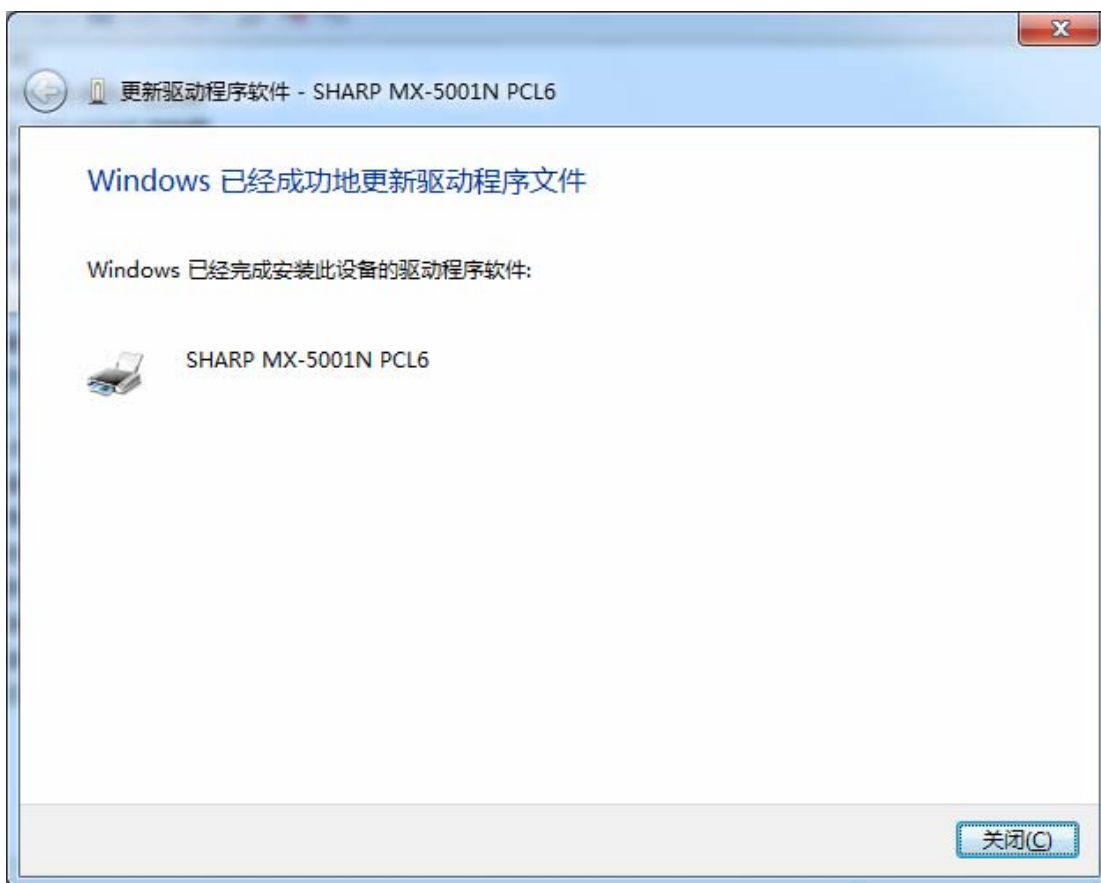 更新驱动程序软件 - SHARP MX-5001N PCL6
Windows 已经成功地更新驱动程序文件
Windows 已经完成安装此设备的驱动程序软件:
SHARP MX-5001N PCL6
关闭(C)